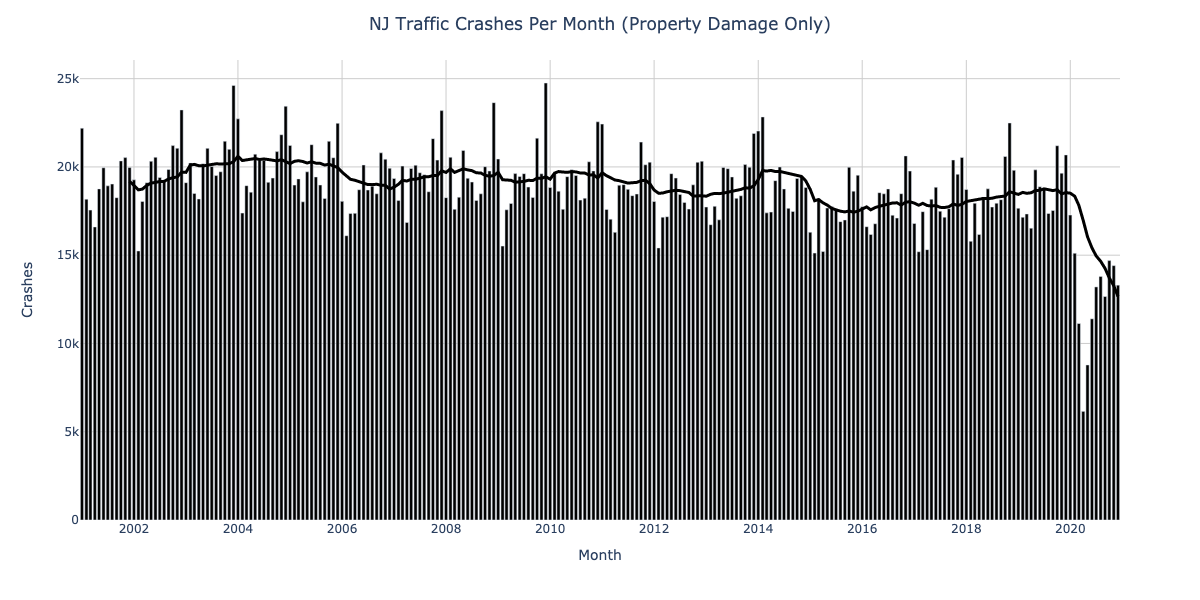 NJ Traffic Crashes Per Month (Property Damage Only)
25k
20k
15k
10k
5k
0
Crashes
2002 2004 2006 2008 2010 2012 2014 2016 2018 2020
Month